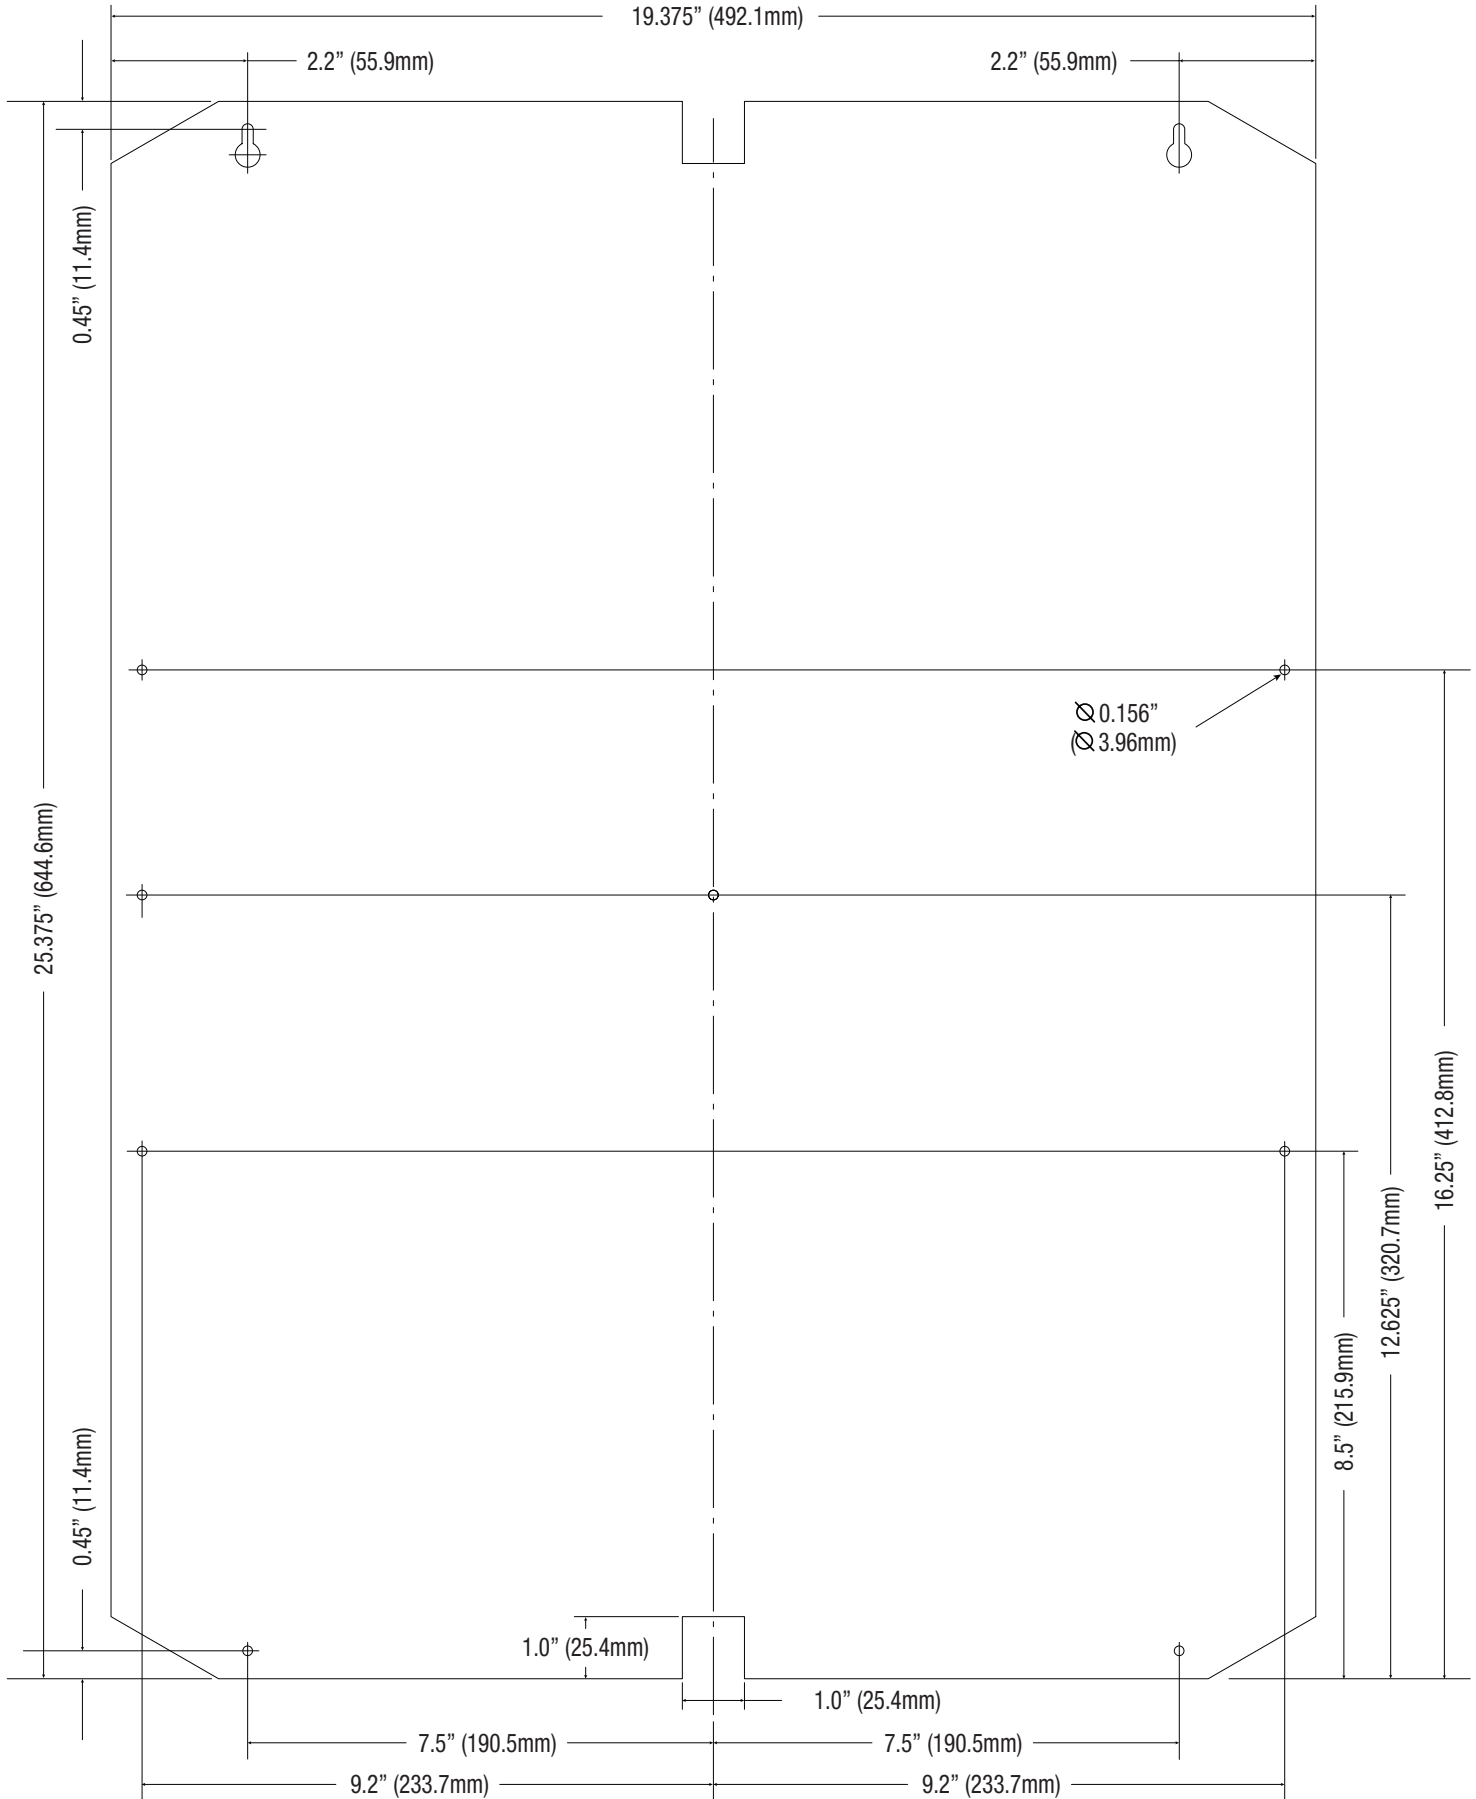 19.375” (492.1mm)
2.2” (55.9mm)
2.2” (55.9mm)
0.45” (11.4mm)
Ø 0.156”
(Ø 3.96mm)
25.375” (644.6mm)
16.25” (412.8mm)
12.625” (320.7mm)
8.5” (215.9mm)
0.45” (11.4mm)
1.0” (25.4mm)
1.0” (25.4mm)
7.5” (190.5mm)
7.5” (190.5mm)
9.2” (233.7mm)
9.2” (233.7mm)